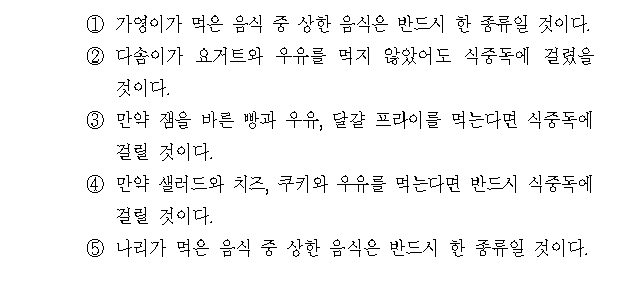 ① 가영이가 먹은 음식 중 상한 음식은 반드시 한 종류일 것이다.
② 다솜이가 요거트와 우유를 먹지 않았어도 식중독에 걸렸을
것이다.
③ 만약 잼을 바른 빵과 우유, 달걀 프라이를 먹는다면 식중독에
걸릴 것이다.
④ 만약 샐러드와 치즈, 쿠키와 우유를 먹는다면 반드시 식중독에
걸릴 것이다.
⑤ 나리가 먹은 음식 중 상한 음식은 반드시 한 종류일 것이다.